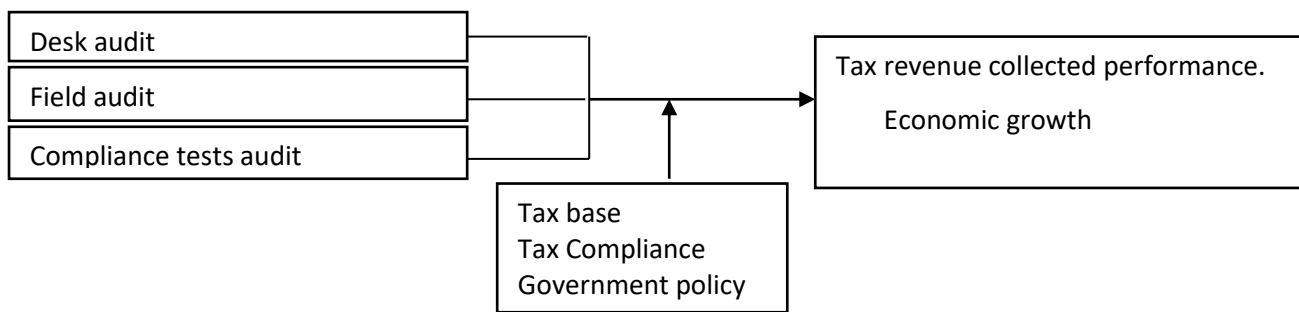 Desk audit
Field audit
Compliance tests audit
Tax revenue collected performance.
Economic growth
Tax base
Tax Compliance
Government policy